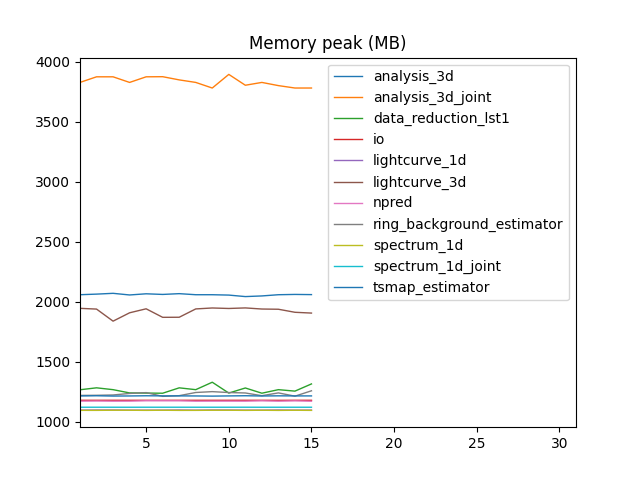 Memory peak (MB)
4000
3500
3000
2500
2000
1500
1000
5
10
15
20
25
30
analysis_3d
analysis_3d_joint
data_reduction_lst1
io
lightcurve_1d
lightcurve_3d
npred
ring_background_estimator
spectrum_1d
spectrum_1d_joint
tsmap_estimator